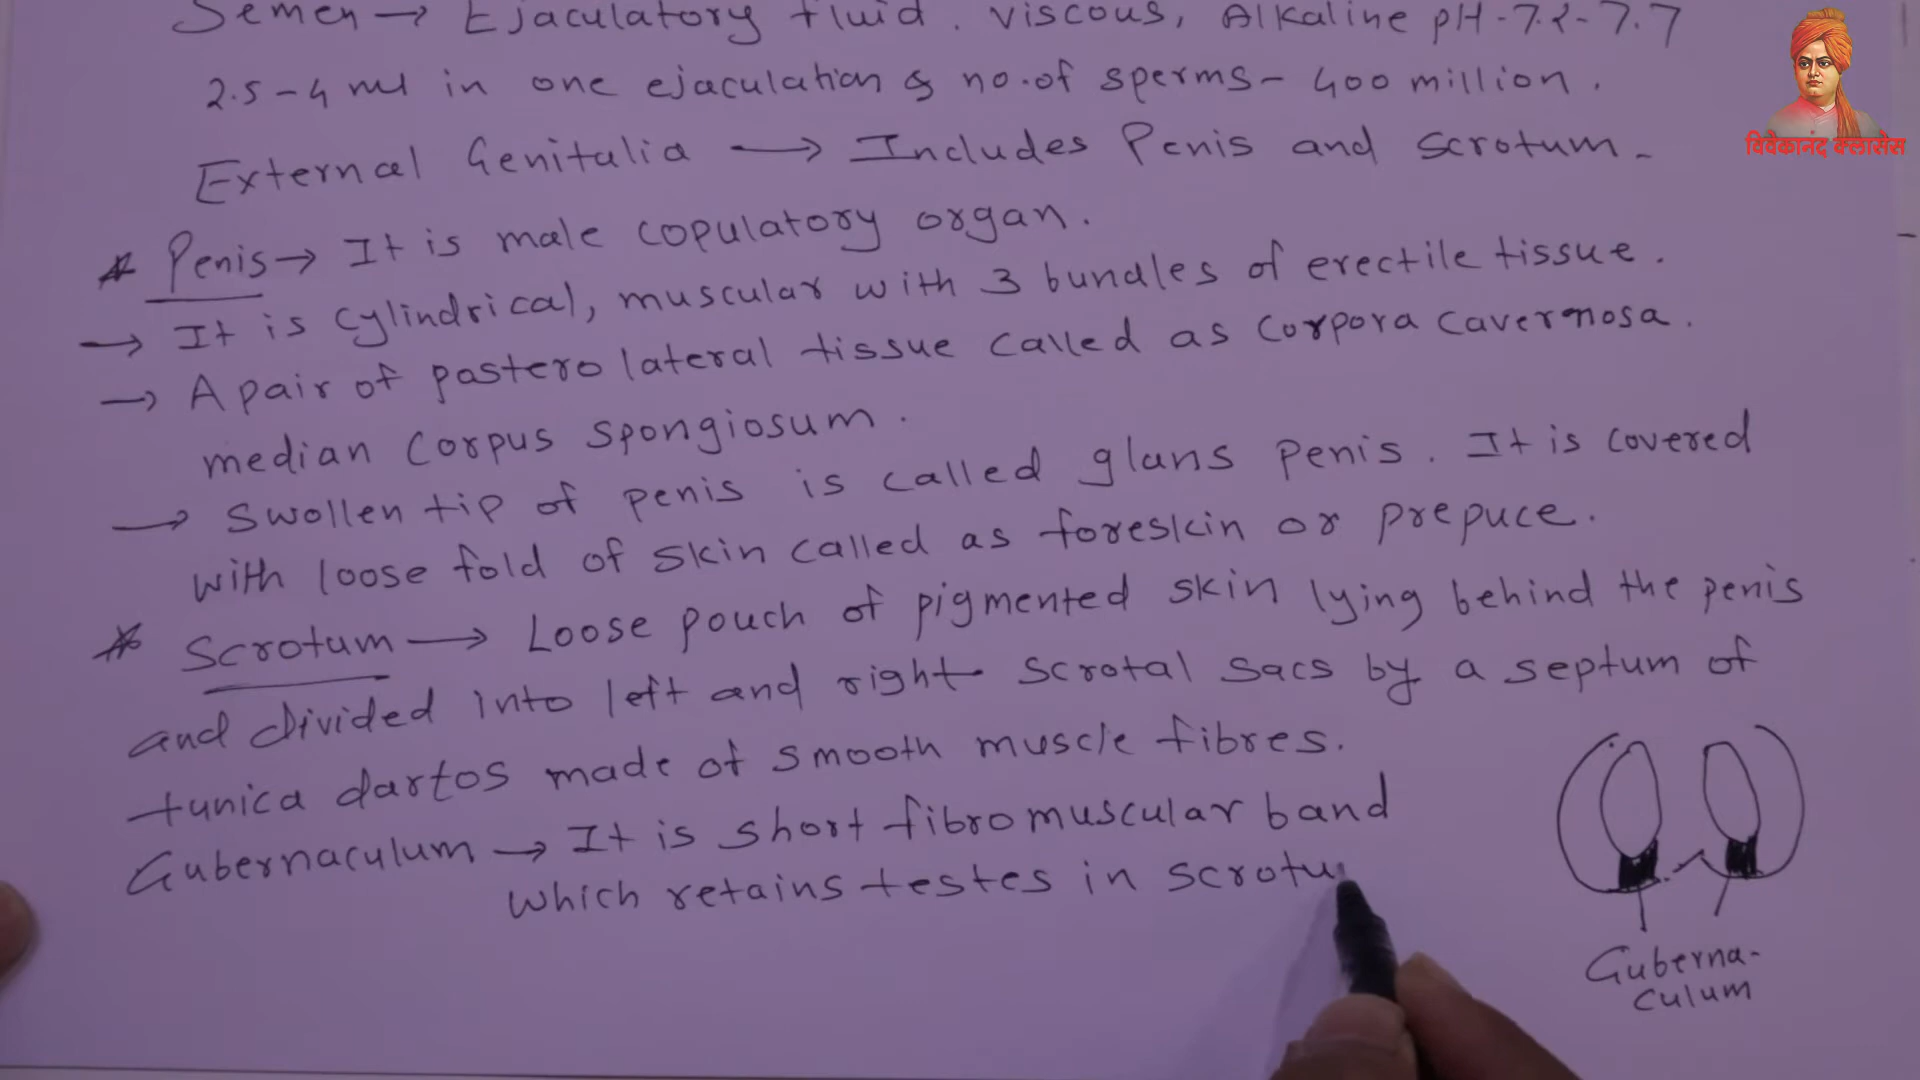 Semen → Ejaculatory fluid. Viscous, Alkaline pH-7.2-7.7
2.5-4 ml in one ejaculation & no.of sperms- 400 million.
External Genitalia → Includes Penis and scrotum.
* Penis → It is male copulatory organ.
→ It is cylindrical, muscular with 3 bundles of erectile tissue.
→ A pair of pastero lateral tissue called as corpora cavernosa.
median corpus spongiosum.
→ Swollen tip of penis is called glans penis. It is covered
with loose fold of skin called as foreskin or prepuce.
* Scrotum → Loose pouch of pigmented skin lying behind the penis
and divided into left and right scrotal sacs by a septum of
tunica dartos made of smooth muscle fibres.
Gubernaculum → It is short fibromuscular band
which retains testes in scrotu
Guberna-
culum
विवेकानंद क्लासेस